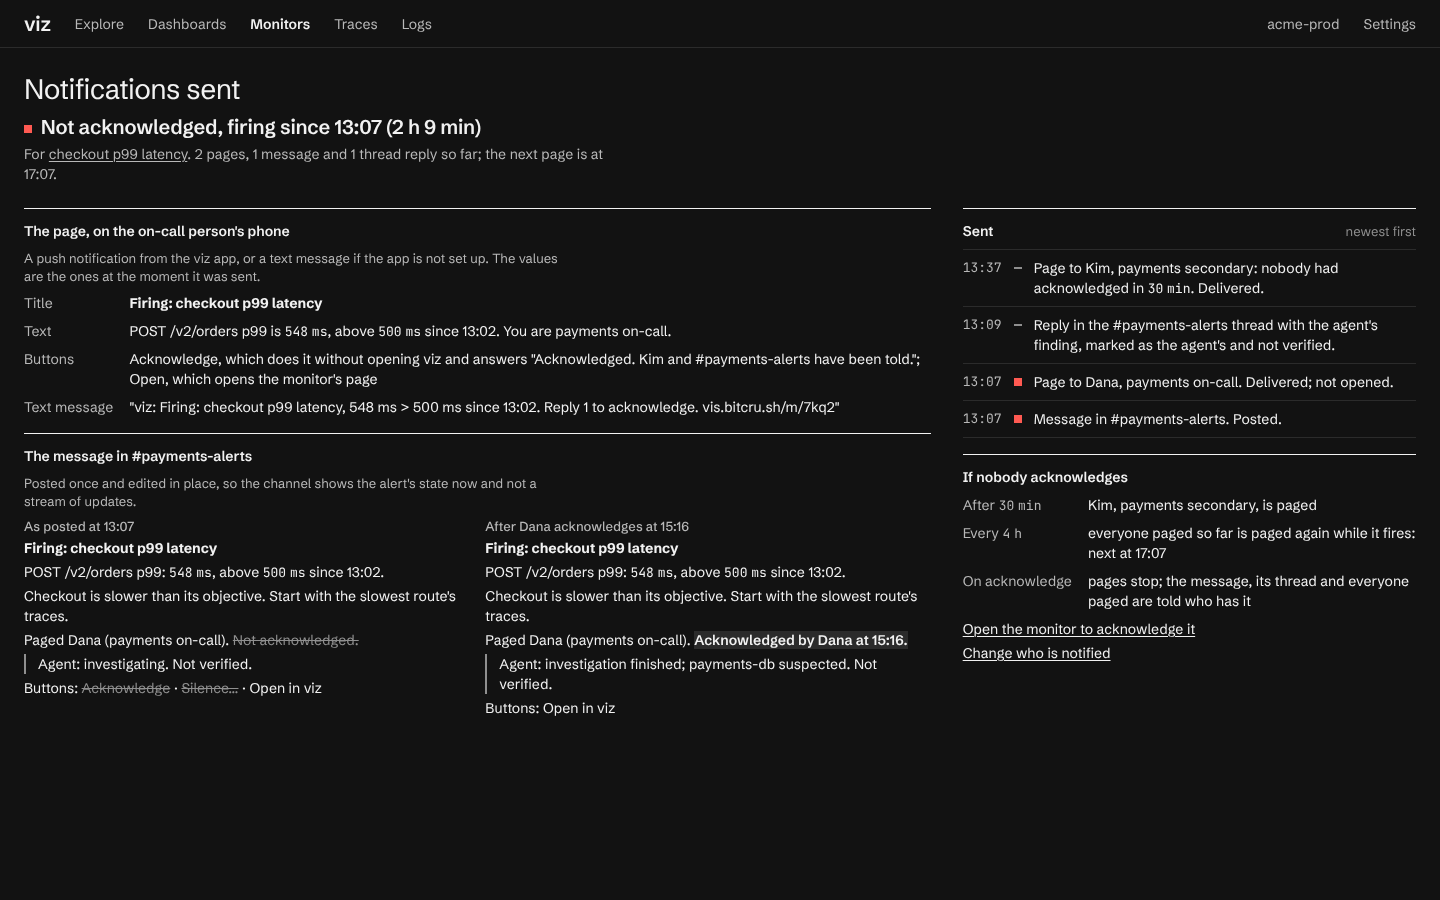 viz Explore Dashboards Monitors Traces Logs acme-prod Settings
Notifications sent
Not acknowledged, firing since 13:07 (2 h 9 min)
For checkout p99 latency. 2 pages, 1 message and 1 thread reply so far; the next page is at
17:07.
The page, on the on-call person's phone
A push notification from the viz app, or a text message if the app is not set up. The values
are the ones at the moment it was sent.
Title Firing: checkout p99 latency
Text POST /v2/orders p99 is 548 ms, above 500 ms since 13:02. You are payments on-call.
Buttons Acknowledge, which does it without opening viz and answers "Acknowledged. Kim and #payments-alerts have been told.";
Open, which opens the monitor's page
Text message "viz: Firing: checkout p99 latency, 548 ms > 500 ms since 13:02. Reply 1 to acknowledge. vis.bitcru.sh/m/7kq2"
The message in #payments-alerts
Posted once and edited in place, so the channel shows the alert's state now and not a
stream of updates.
As posted at 13:07
Firing: checkout p99 latency
POST /v2/orders p99: 548 ms, above 500 ms since 13:02.
Checkout is slower than its objective. Start with the slowest route's
traces.
Paged Dana (payments on-call). Not acknowledged.
Agent: investigating. Not verified.
Buttons: Acknowledge · Silence... · Open in viz
After Dana acknowledges at 15:16
Firing: checkout p99 latency
POST /v2/orders p99: 548 ms, above 500 ms since 13:02.
Checkout is slower than its objective. Start with the slowest route's
traces.
Paged Dana (payments on-call). Acknowledged by Dana at 15:16.
Agent: investigation finished; payments-db suspected. Not
verified.
Buttons: Open in viz
Sent newest first
13:37 – Page to Kim, payments secondary: nobody had
acknowledged in 30 min. Delivered.
13:09 – Reply in the #payments-alerts thread with the agent's
finding, marked as the agent's and not verified.
13:07 Page to Dana, payments on-call. Delivered; not opened.
13:07 Message in #payments-alerts. Posted.
If nobody acknowledges
After 30 min Kim, payments secondary, is paged
Every 4 h everyone paged so far is paged again while it fires:
next at 17:07
On acknowledge pages stop; the message, its thread and everyone
paged are told who has it
Open the monitor to acknowledge it
Change who is notified